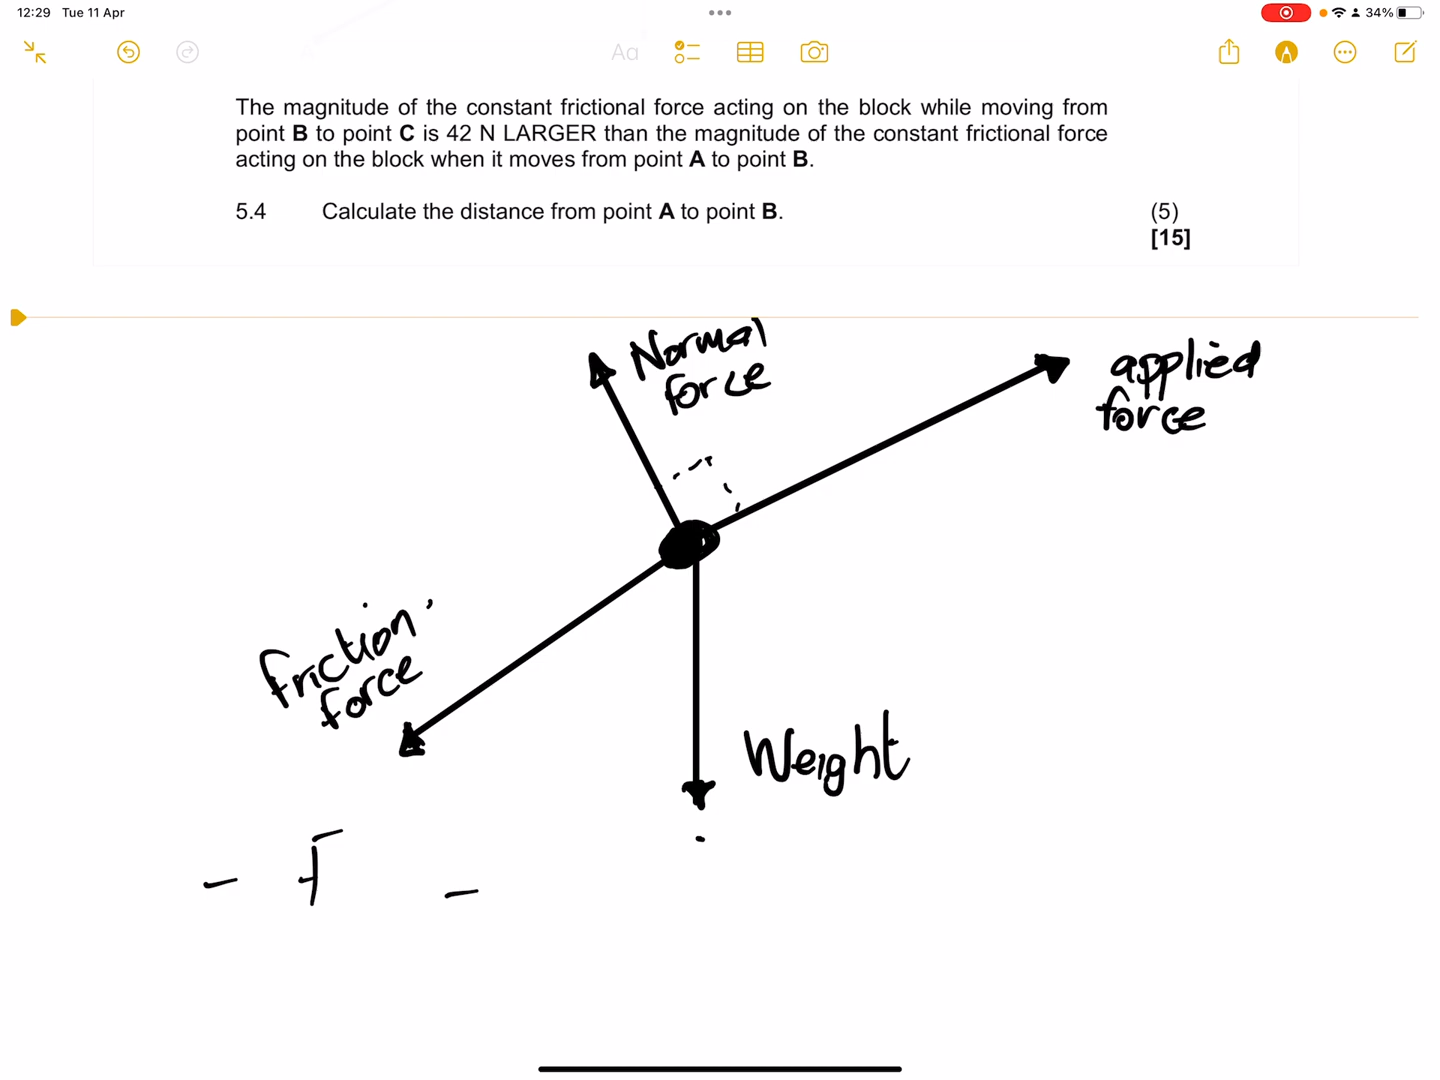 12:29 Tue 11 Apr
34%
Aa
The magnitude of the constant frictional force acting on the block while moving from
point B to point C is 42 N LARGER than the magnitude of the constant frictional force
acting on the block when it moves from point A to point B.
5.4 Calculate the distance from point A to point B. (5)
[15]
Normal
force
applied
force
friction
force
Weight
- f -